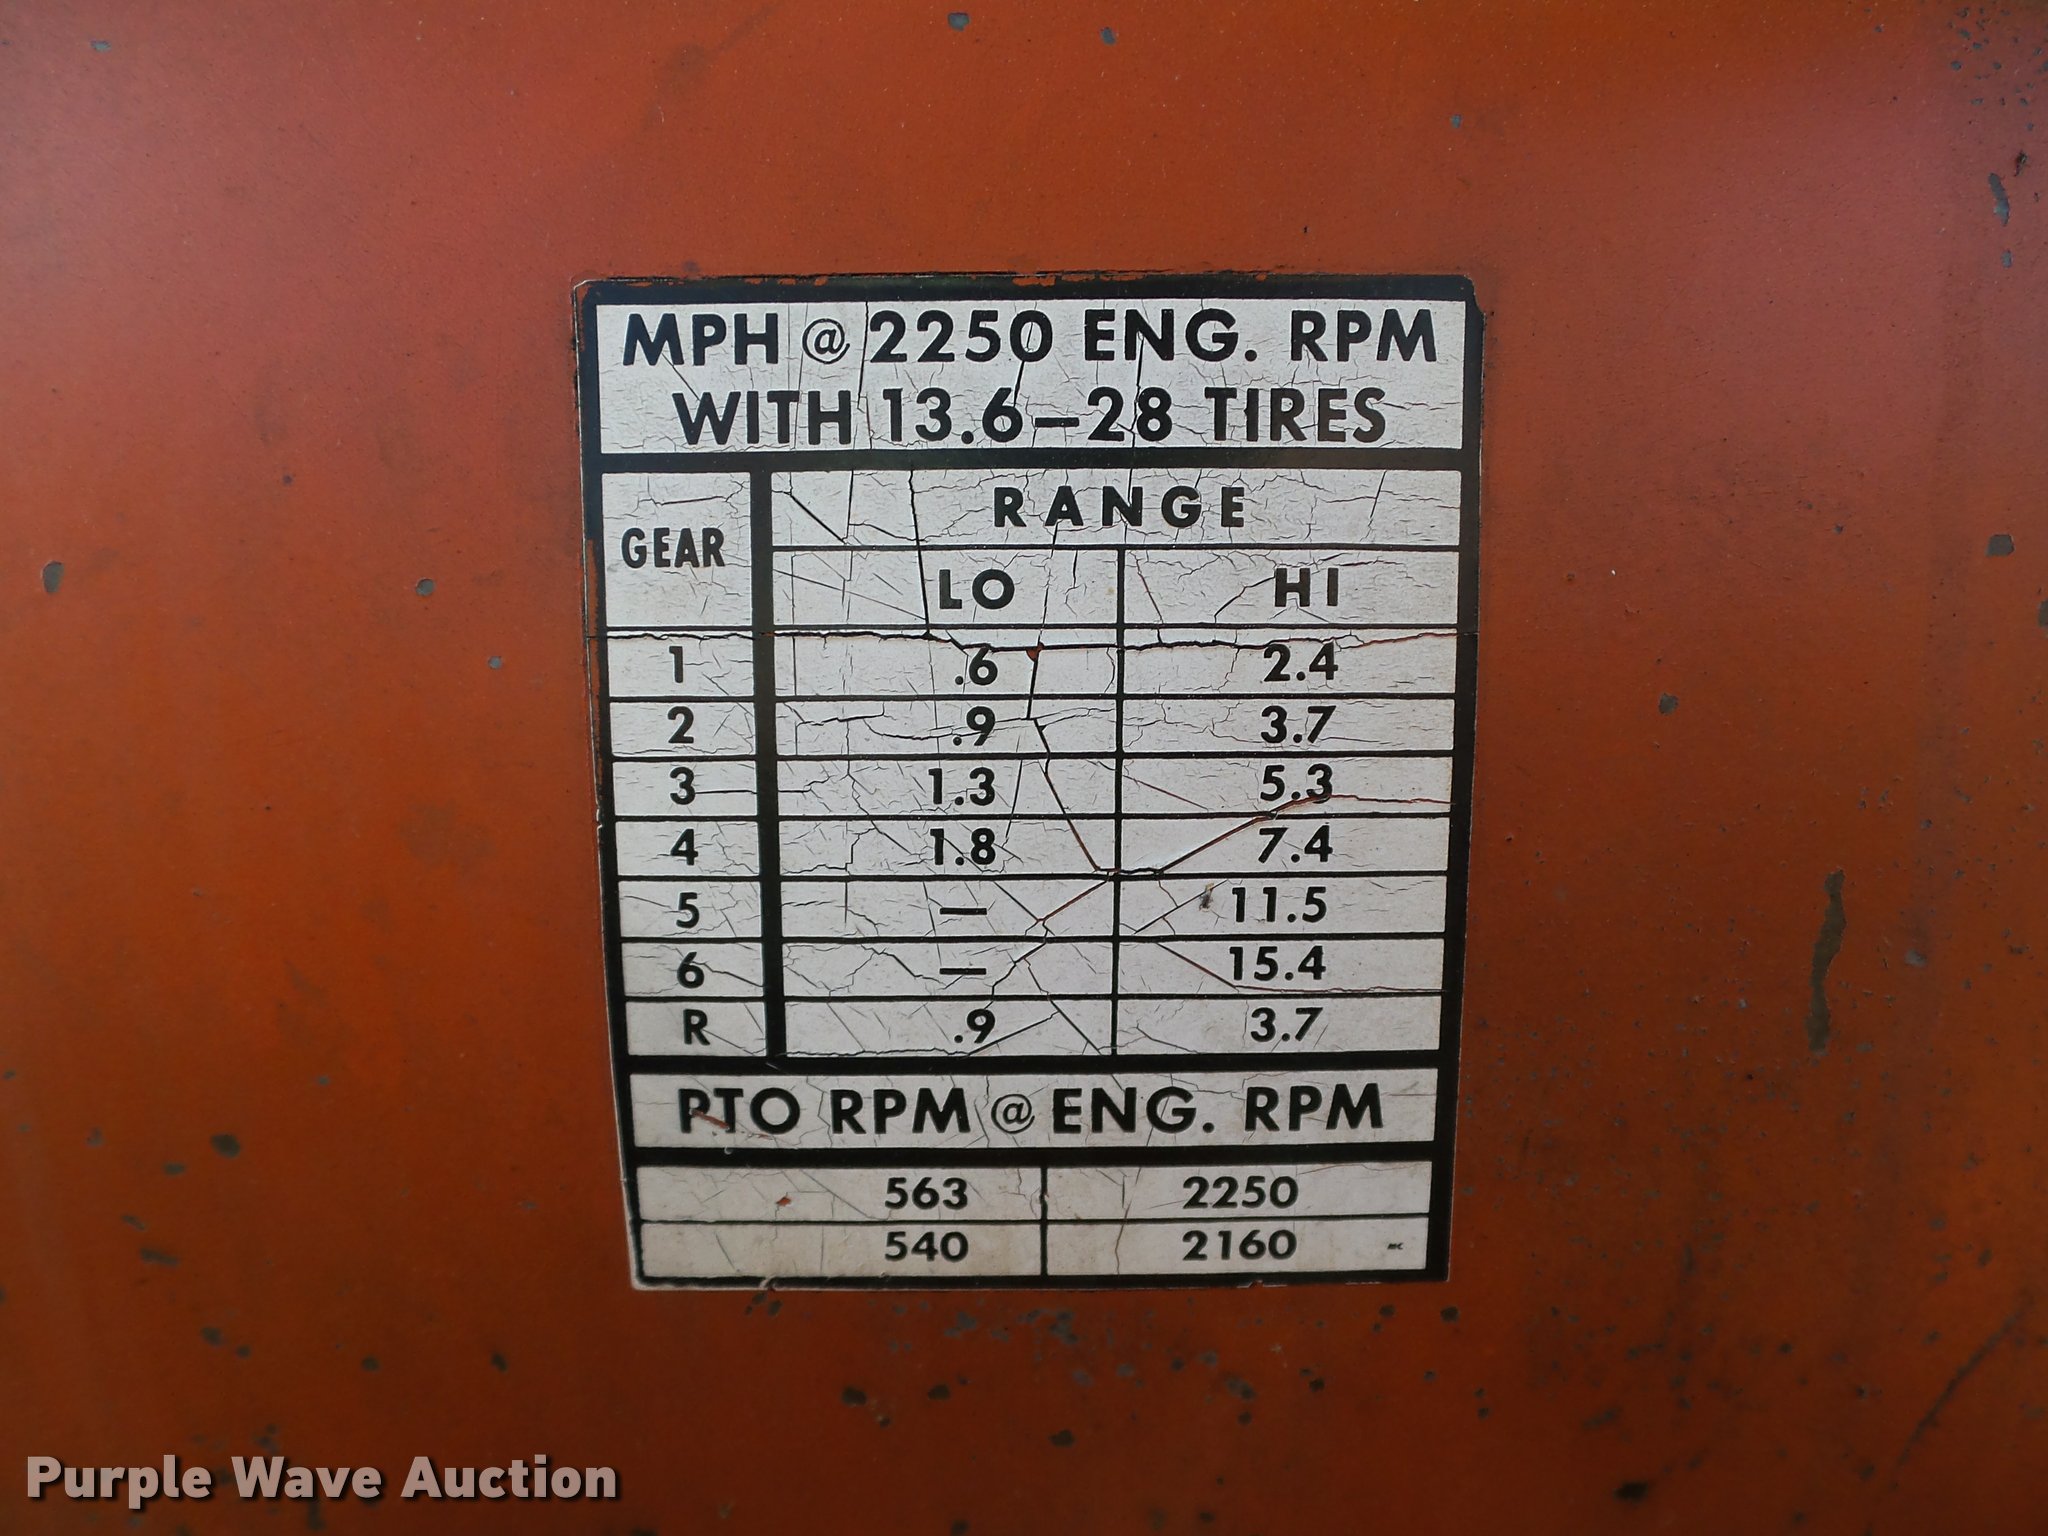 MPH @ 2250 ENG. RPM
WITH 13.6—28 TIRES
GEAR RANGE
LO HI
1 .6 2.4
2 .9 3.7
3 1.3 5.3
4 1.8 7.4
5 — 11.5
6 — 15.4
R .9 3.7
PTO RPM @ ENG. RPM
563 2250
540 2160
Purple Wave Auction